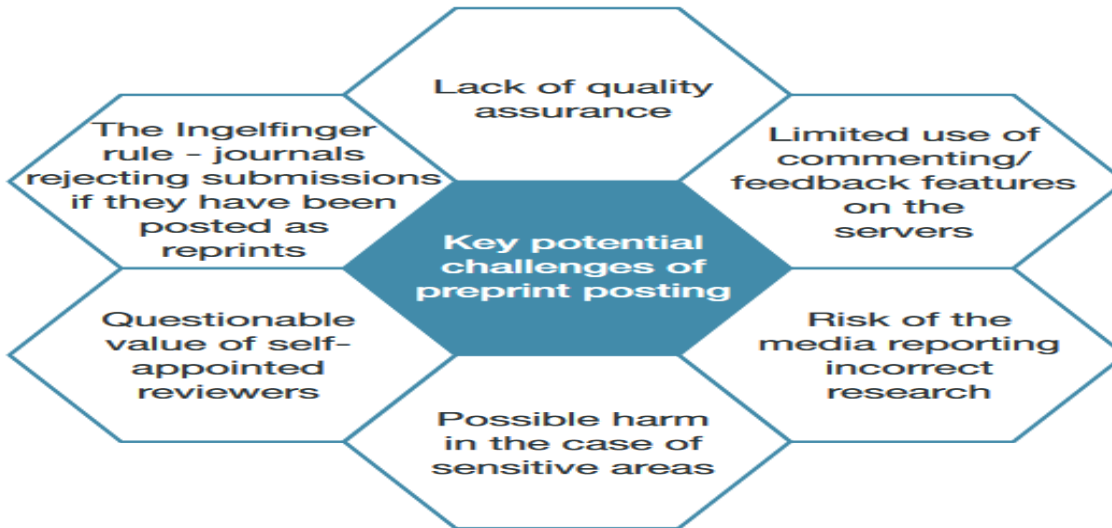 Lack of quality
assurance
The Ingelfinger
rule - journals
rejecting submissions
if they have been
posted as
reprints
Limited use of
commenting/
feedback features
on the
servers
Key potential
challenges of
preprint posting
Questionable
value of self-
appointed
reviewers
Risk of the
media reporting
incorrect
research
Possible harm
in the case of
sensitive areas